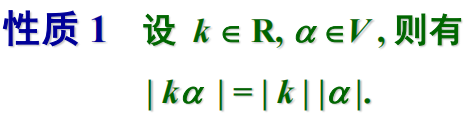 性质 1 设 k ∈ R, α ∈ V, 则有
| kα | = | k | | α |.